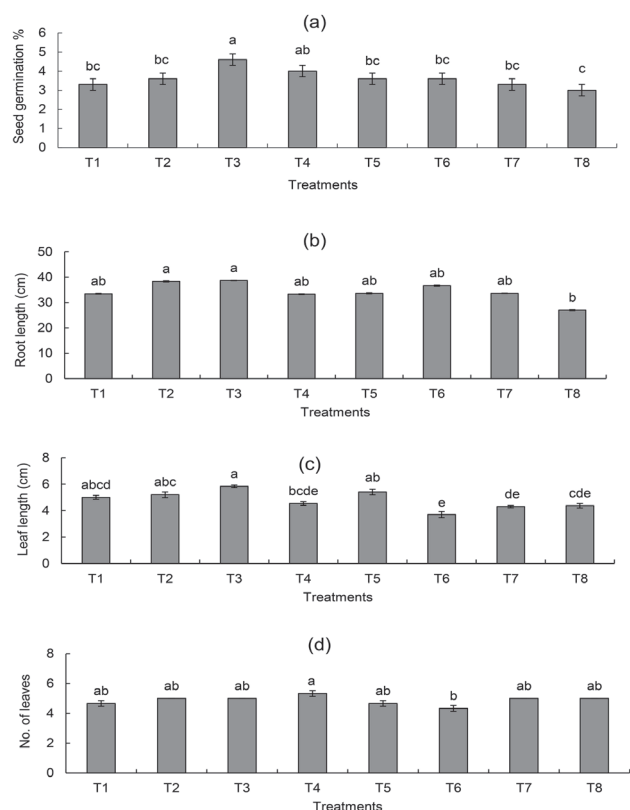 (a)
Seed germination %
6
5
4
3
2
1
0
bc bc a ab bc bc bc c
T1 T2 T3 T4 T5 T6 T7 T8
Treatments
(b)
Root length (cm)
50
40
30
20
10
0
ab a a ab ab ab ab b
T1 T2 T3 T4 T5 T6 T7 T8
Treatments
(c)
Leaf length (cm)
8
6
4
2
0
abcd abc a bcde ab e de cde
T1 T2 T3 T4 T5 T6 T7 T8
Treatments
(d)
No. of leaves
8
6
4
2
0
ab ab ab a ab b ab ab
T1 T2 T3 T4 T5 T6 T7 T8
Treatments